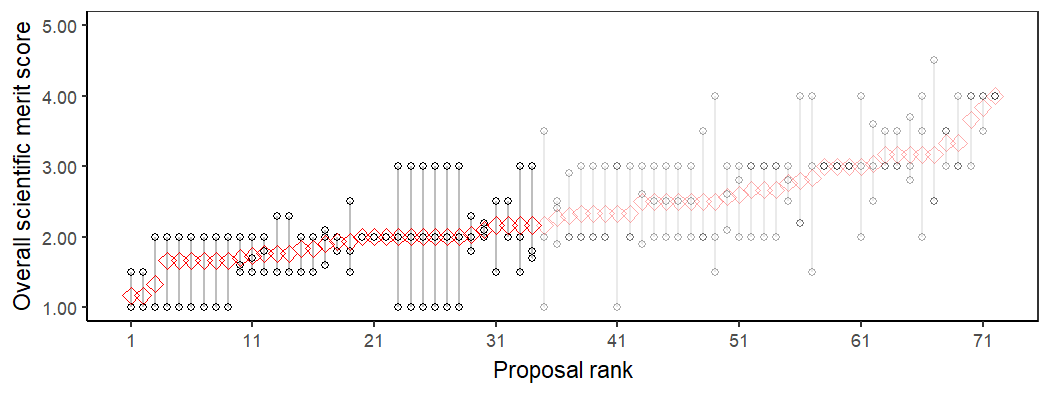 Overall scientific merit score
5.00
4.00
3.00
2.00
1.00
1 11 21 31 41 51 61 71
Proposal rank